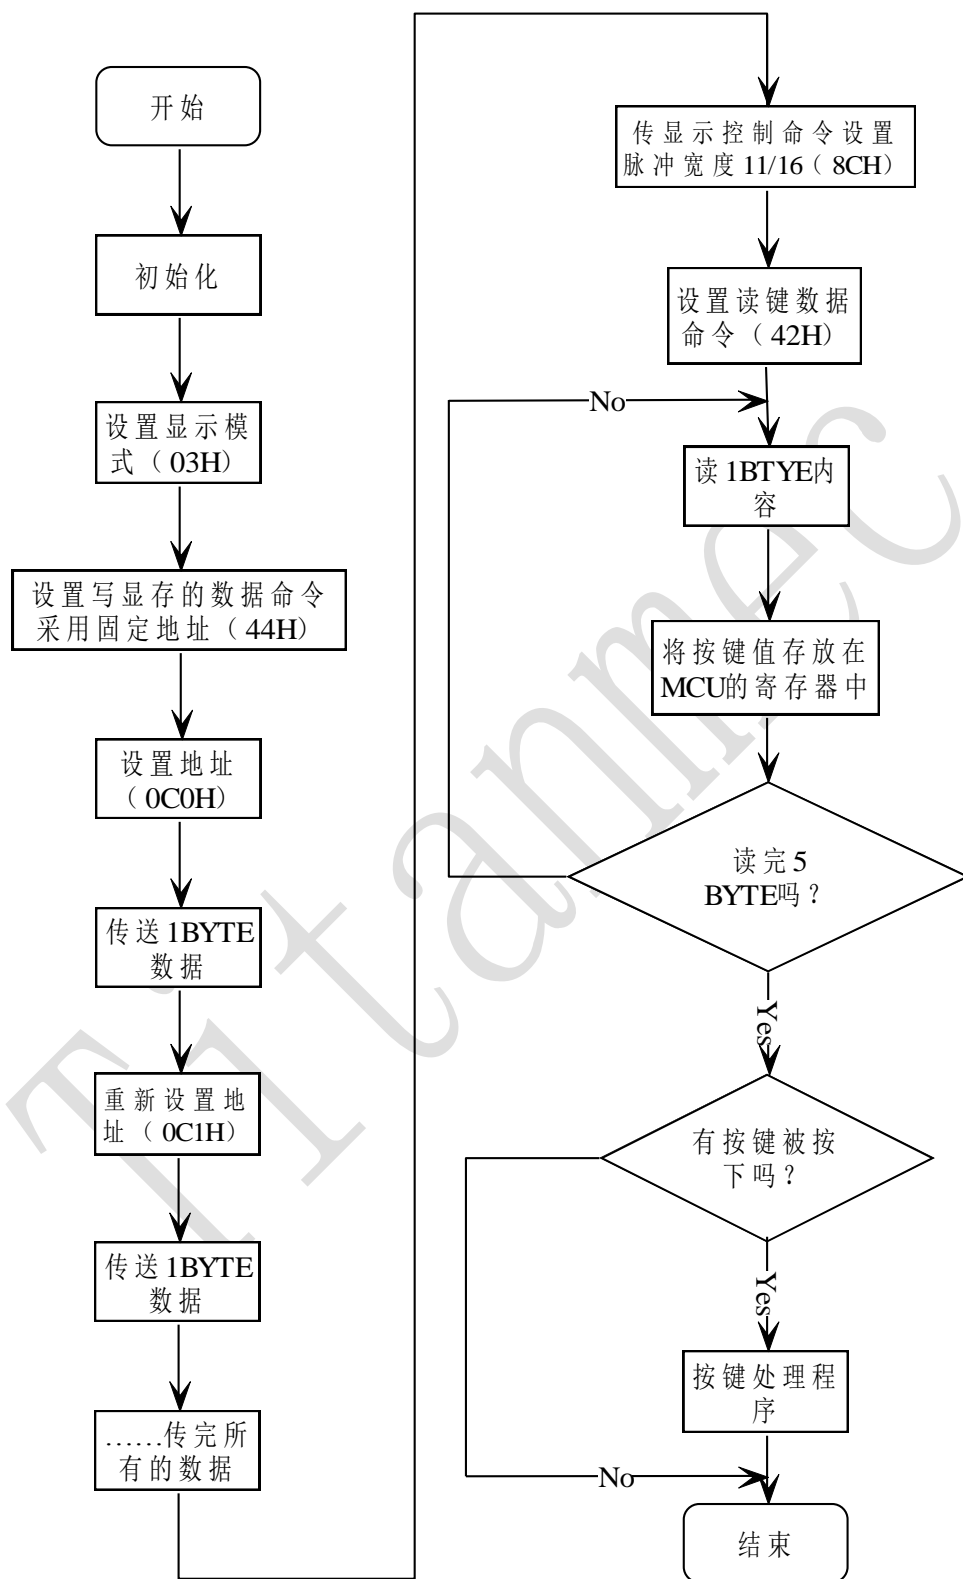 开始
初始化
设置显示模
式（03H）
设置写显存的数据命令
采用固定地址（44H）
设置地址
（0C0H）
传送1BYTE
数据
重新设置地
址（0C1H）
传送1BYTE
数据
……传完所
有的数据
传显示控制命令设置
脉冲宽度11/16（8CH）
设置读键数据
命令（42H）
No
读1BTYE内
容
将按键值存放在
MCU的寄存器中
读完5
BYTE吗？
Yes
有按键被按
下吗？
Yes
按键处理程
序
No
结束
Titanmec